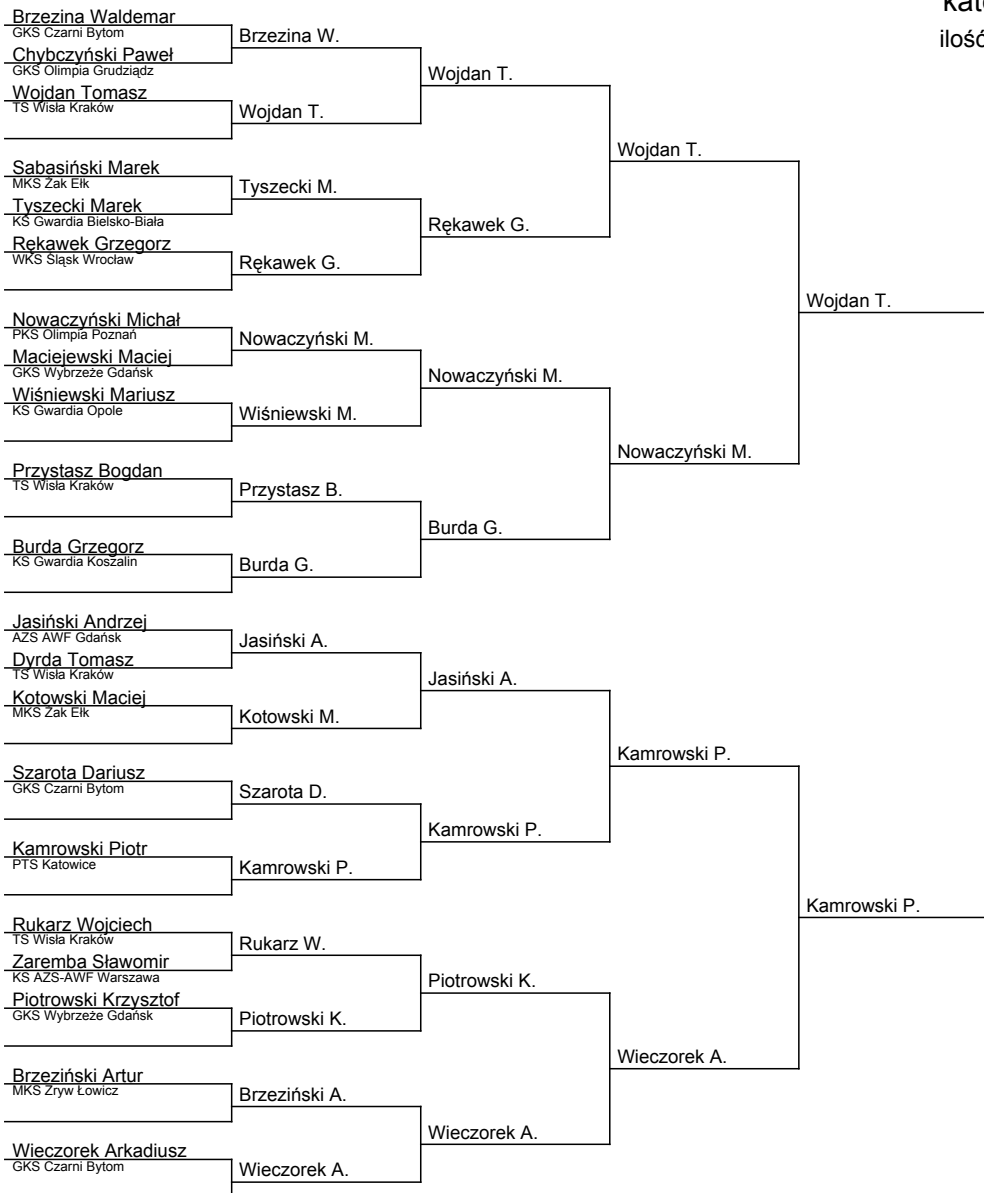 Brzezina Waldemar
GKS Czarni Bytom
Chybczyński Paweł
GKS Olimpia Grudziądz
Wojdan Tomasz
TS Wisła Kraków
Sabasiński Marek
MKS Żak Ełk
Tyszecki Marek
KS Gwardia Bielsko-Biała
Rękawek Grzegorz
WKS Śląsk Wrocław
Nowaczyński Michał
PKS Olimpia Poznań
Maciejewski Maciej
GKS Wybrzeże Gdańsk
Wiśniewski Mariusz
KS Gwardia Opole
Przystasz Bogdan
TS Wisła Kraków
Burda Grzegorz
KS Gwardia Koszalin
Jasiński Andrzej
AZS AWF Gdańsk
Dyrda Tomasz
TS Wisła Kraków
Kotowski Maciej
MKS Żak Ełk
Szarota Dariusz
GKS Czarni Bytom
Kamrowski Piotr
PTS Katowice
Rukarz Wojciech
TS Wisła Kraków
Zaremba Sławomir
KS AZS-AWF Warszawa
Piotrowski Krzysztof
GKS Wybrzeże Gdańsk
Brzeziński Artur
MKS Zryw Łowicz
Wieczorek Arkadiusz
GKS Czarni Bytom
Brzezina W.
Wojdan T.
Tyszecki M.
Rękawek G.
Nowaczyński M.
Wiśniewski M.
Przystasz B.
Burda G.
Jasiński A.
Kotowski M.
Szarota D.
Kamrowski P.
Rukarz W.
Piotrowski K.
Brzeziński A.
Wieczorek A.
Wojdan T.
Rękawek G.
Nowaczyński M.
Burda G.
Jasiński A.
Kamrowski P.
Piotrowski K.
Wieczorek A.
Wojdan T.
Nowaczyński M.
Kamrowski P.
Wieczorek A.
Wojdan T.
Kamrowski P.
ilość